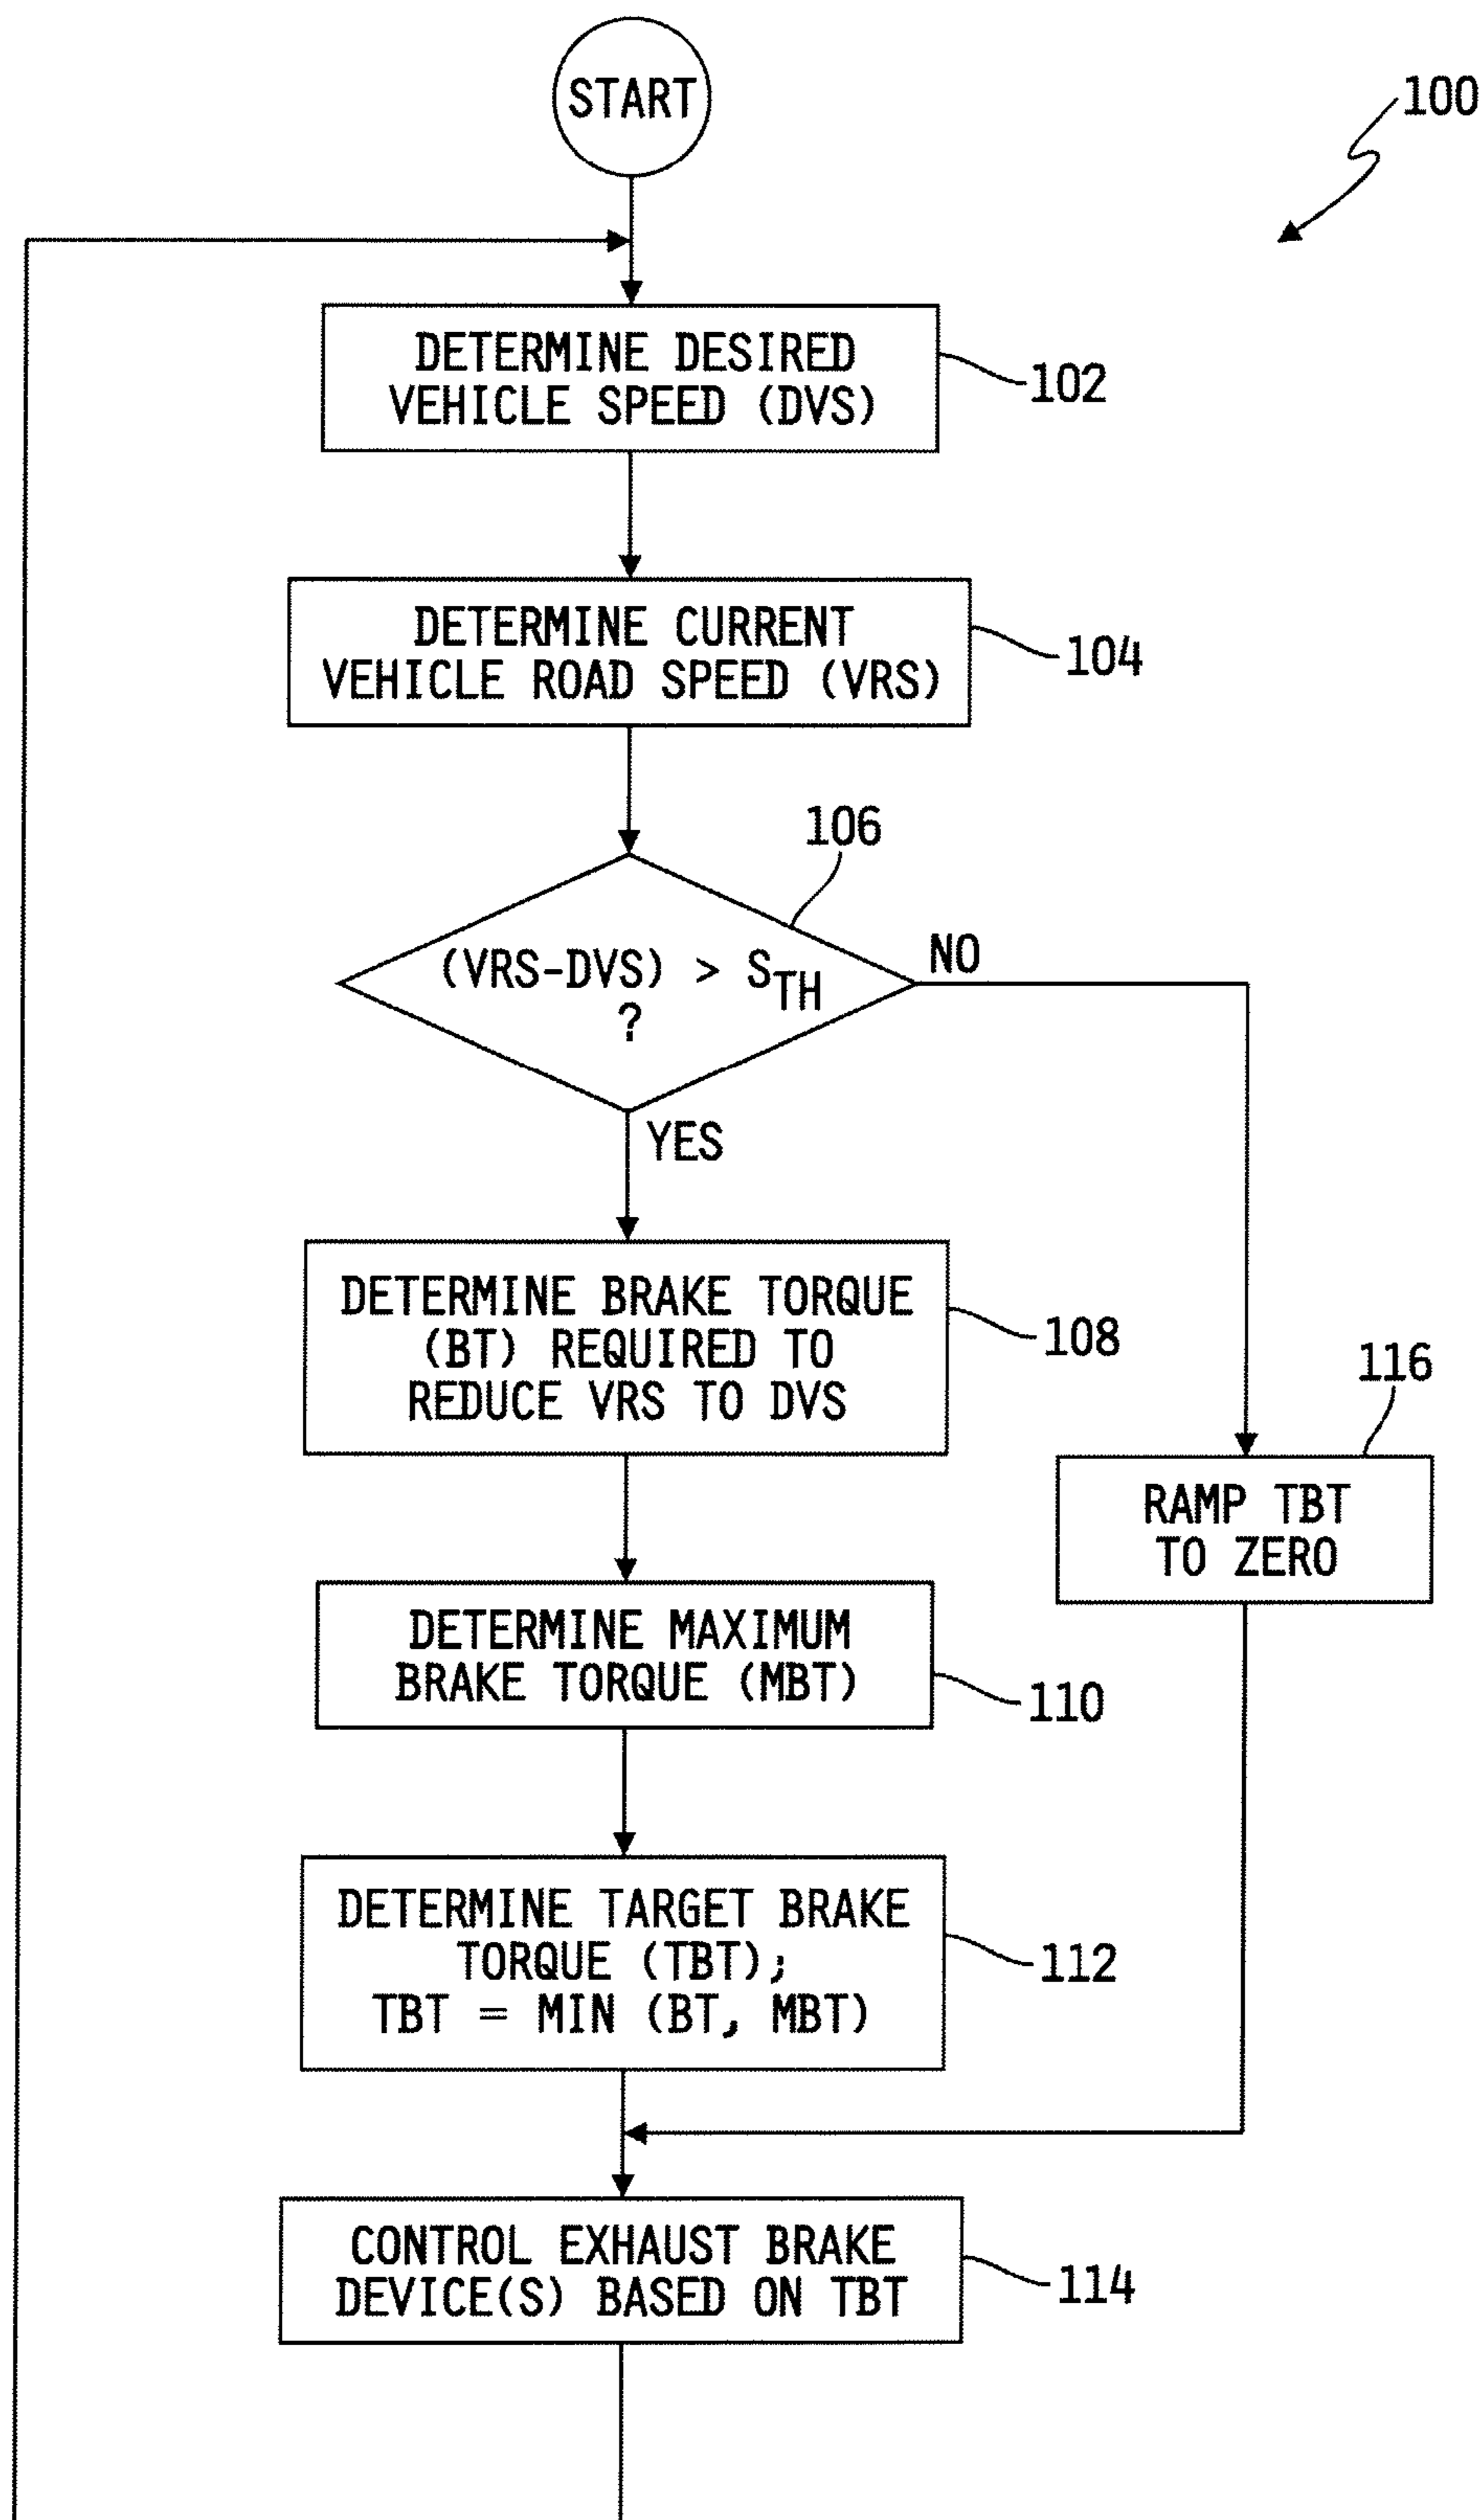 START
100
DETERMINE DESIRED
VEHICLE SPEED (DVS)
102
DETERMINE CURRENT
VEHICLE ROAD SPEED (VRS)
104
106
(VRS-DVS) > STH
?
NO
YES
DETERMINE BRAKE TORQUE
(BT) REQUIRED TO
REDUCE VRS TO DVS
108
116
RAMP TBT
TO ZERO
DETERMINE MAXIMUM
BRAKE TORQUE (MBT)
110
DETERMINE TARGET BRAKE
TORQUE (TBT);
TBT = MIN (BT, MBT)
112
CONTROL EXHAUST BRAKE
DEVICE(S) BASED ON TBT
114